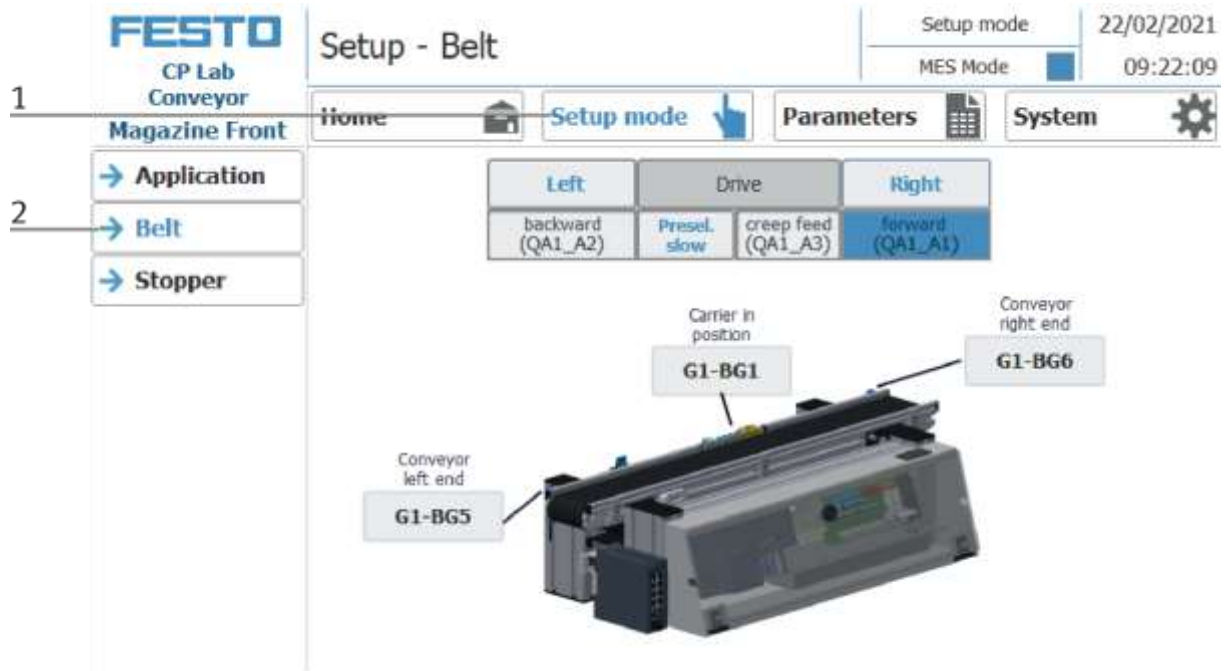 FESTO
CP Lab
Conveyor
Magazine Front
Setup - Belt
Setup mode
22/02/2021
MES Mode
09:22:09
1
Home
Setup mode
Parameters
System
2
Application
Belt
Stopper
Left
Drive
Right
backward
(QA1_A2)
Presel.
slow
creep feed
(QA1_A3)
forward
(QA1_A1)
Carrier in
position
G1-BG1
Conveyor
right end
G1-BG6
Conveyor
left end
G1-BG5